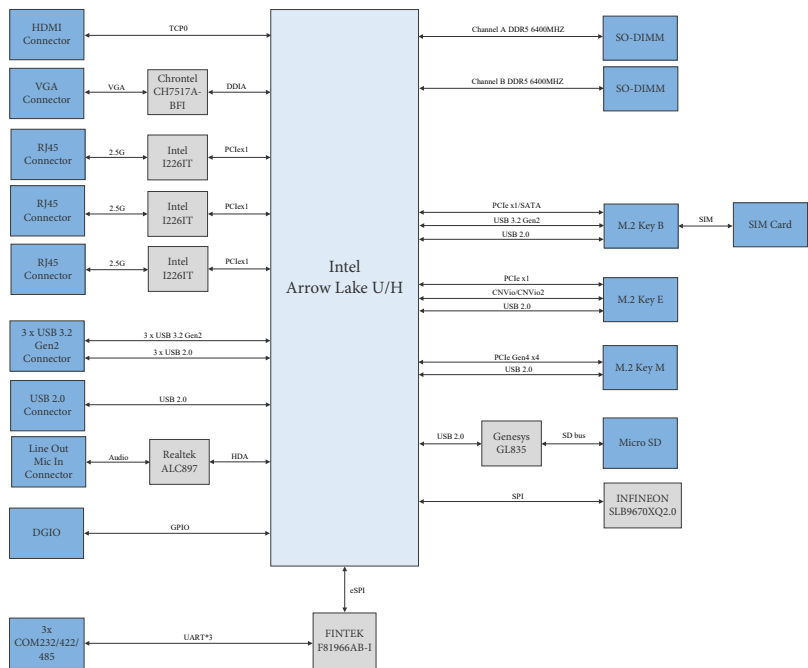 HDMI
Connector
TCP0
Channel A DDR5 6400MHZ
SO-DIMM
VGA
Connector
VGA
Chrontel
CH7517A-
BFI
DDIA
Channel B DDR5 6400MHZ
SO-DIMM
RJ45
Connector
2.5G
Intel
I226IT
PCIex1
RJ45
Connector
2.5G
Intel
I226IT
PCIex1
PCIe x1/SATA
USB 3.2 Gen2
USB 2.0
M.2 Key B
SIM
SIM Card
RJ45
Connector
2.5G
Intel
I226IT
PCIex1
Intel
Arrow Lake U/H
PCIe x1
CNVio/CNVio2
USB 2.0
M.2 Key E
3 x USB 3.2
Gen2
Connector
3 x USB 3.2 Gen2
3 x USB 2.0
PCIe Gen4 x4
USB 2.0
M.2 Key M
USB 2.0
Connector
USB 2.0
Line Out
Mic In
Connector
Audio
Realtek
ALC897
HDA
USB 2.0
Genesys
GL835
SD bus
Micro SD
SPI
INFINEON
SLB9670XQ2.0
DGIO
GPIO
eSPI
3x
COM232/422/
485
UART*3
FINTEK
F81966AB-I